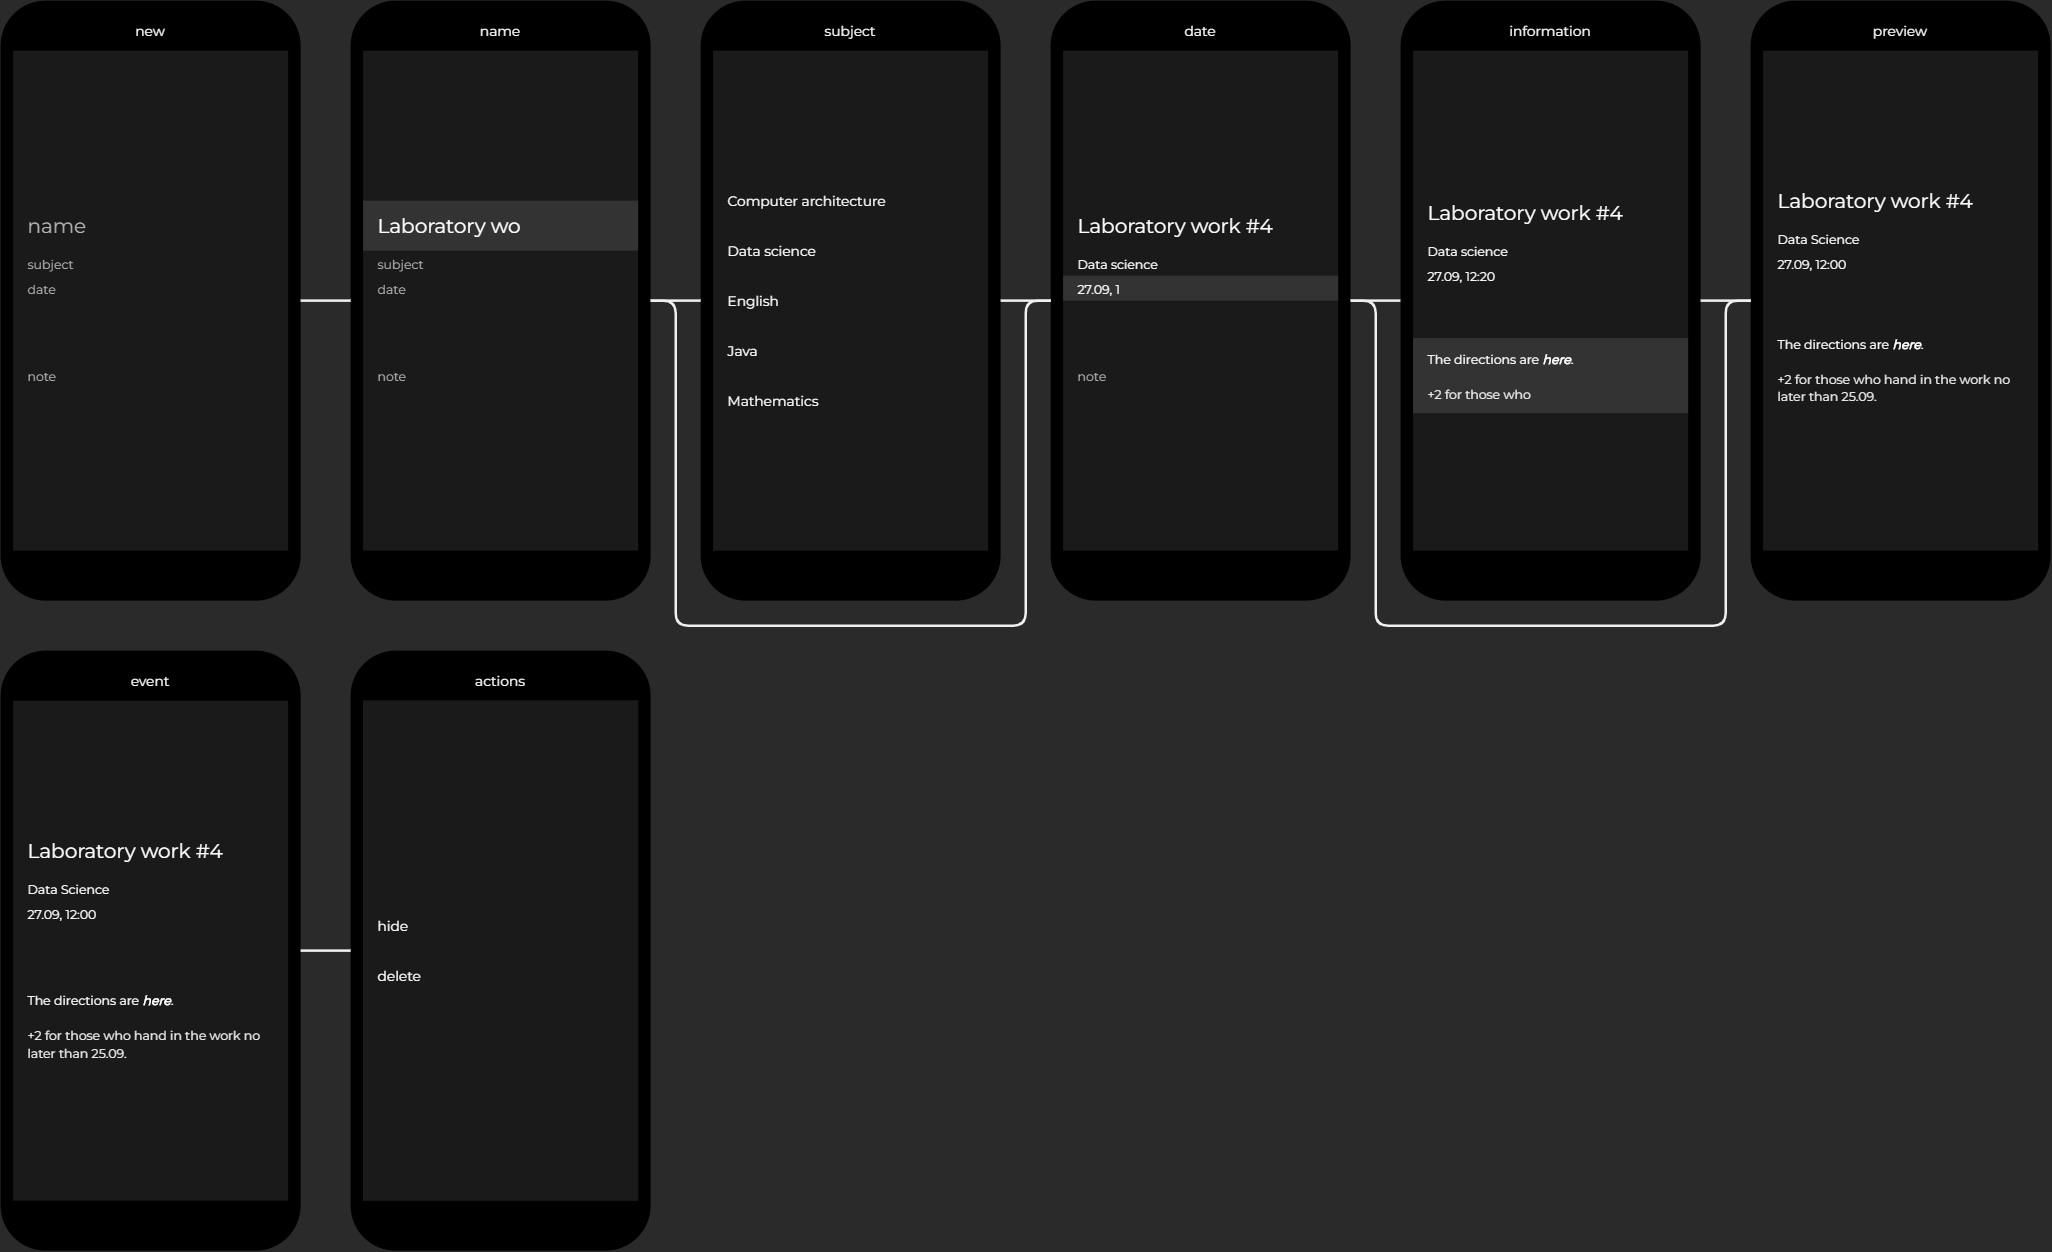 new
name
subject
date
note
name
Laboratory wo
subject
date
note
subject
Computer architecture
Data science
English
Java
Mathematics
date
Laboratory work #4
Data science
27.09, 1
note
information
Laboratory work #4
Data science
27.09, 12:20
The directions are here.
+2 for those who
preview
Laboratory work #4
Data Science
27.09, 12:00
The directions are here.
+2 for those who hand in the work no
later than 25.09.
event
Laboratory work #4
Data Science
27.09, 12:00
The directions are here.
+2 for those who hand in the work no
later than 25.09.
actions
hide
delete